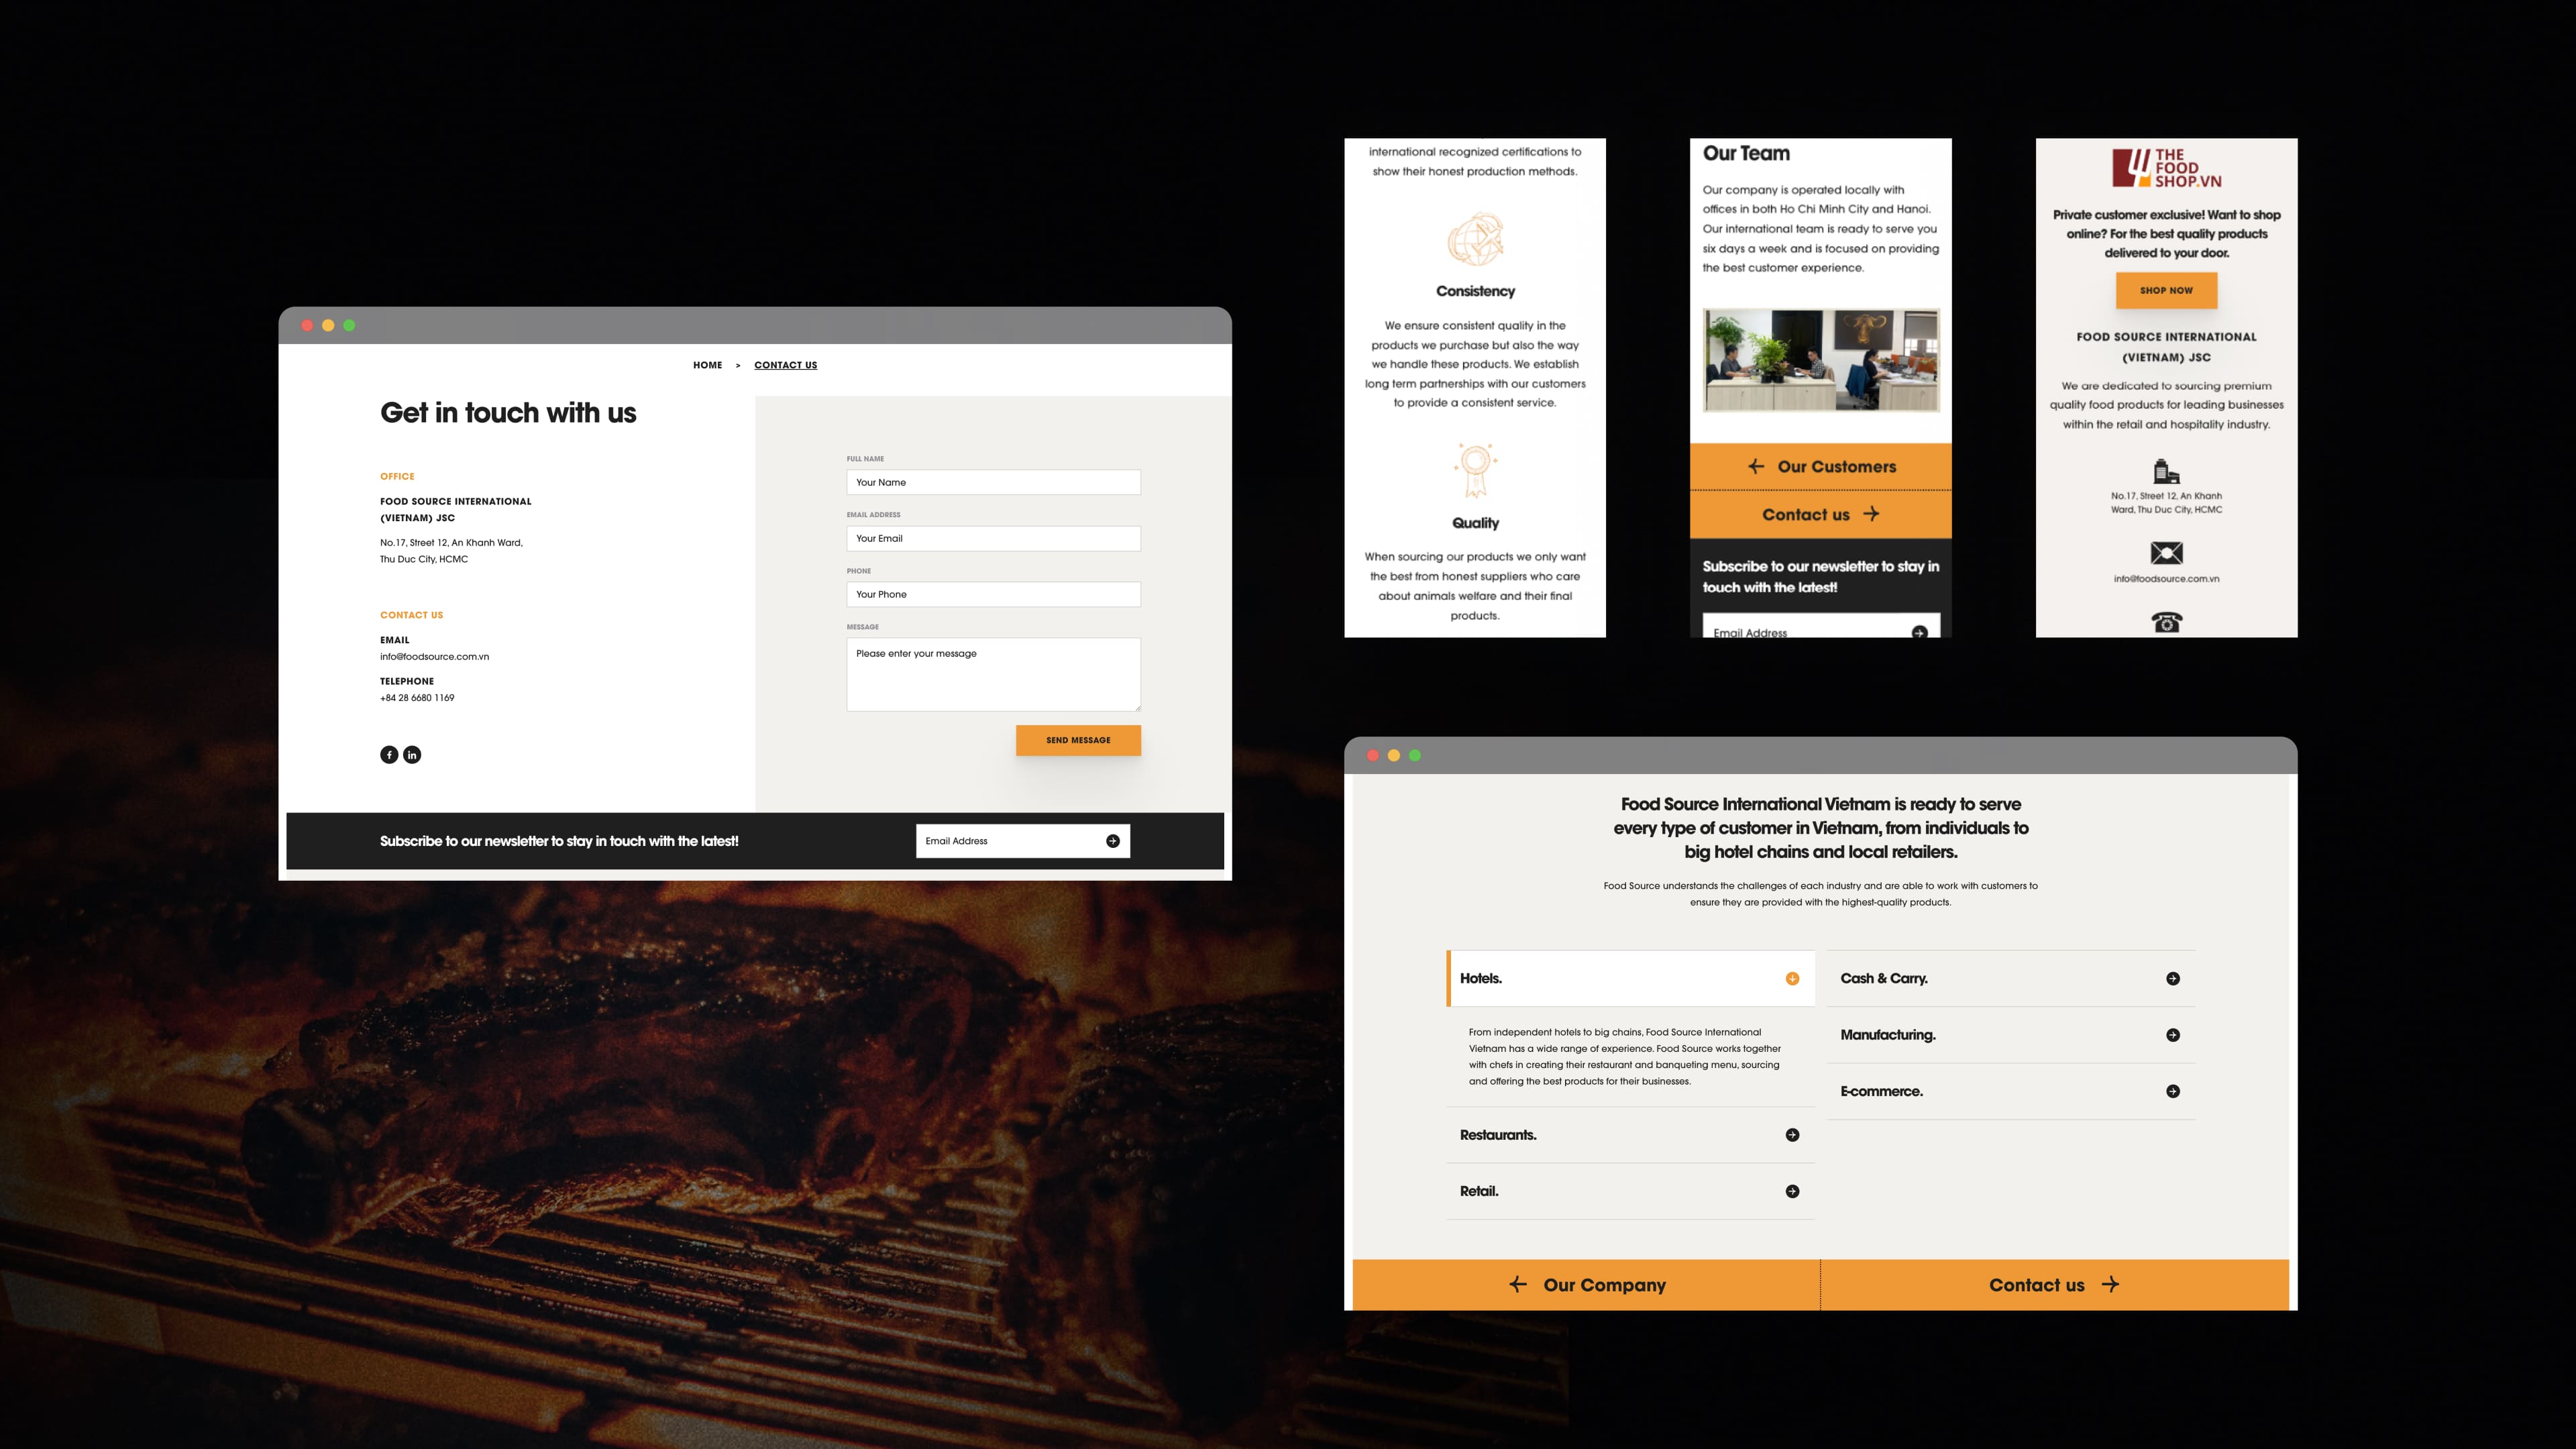 HOME > CONTACT US
Get in touch with us
OFFICE
FOOD SOURCE INTERNATIONAL
(VIETNAM) JSC
No.17, Street 12, An Khanh Ward,
Thu Duc City, HCMC
CONTACT US
EMAIL
info@foodsource.com.vn
TELEPHONE
+84 28 6680 1169
f in
FULL NAME
Your Name
EMAIL ADDRESS
Your Email
PHONE
Your Phone
MESSAGE
Please enter your message
SEND MESSAGE
Subscribe to our newsletter to stay in touch with the latest!
Email Address
international recognized certifications to
show their honest production methods.
Consistency
We ensure consistent quality in the
products we purchase but also the way
we handle these products. We establish
long term partnerships with our customers
to provide a consistent service.
Quality
When sourcing our products we only want
the best from honest suppliers who care
about animals welfare and their final
products.
Our Team
Our company is operated locally with
offices in both Ho Chi Minh City and Hanoi.
Our international team is ready to serve you
six days a week and is focused on providing
the best customer experience.
Our Customers
Contact us
Subscribe to our newsletter to stay in
touch with the latest!
Email Address
THE
FOOD
SHOP.VN
Private customer exclusive! Want to shop
online? For the best quality products
delivered to your door.
SHOP NOW
FOOD SOURCE INTERNATIONAL
(VIETNAM) JSC
We are dedicated to sourcing premium
quality food products for leading businesses
within the retail and hospitality industry.
No.17, Street 12, An Khanh
Ward, Thu Duc City, HCMC
info@foodsource.com.vn
Food Source International Vietnam is ready to serve
every type of customer in Vietnam, from individuals to
big hotel chains and local retailers.
Food Source understands the challenges of each industry and are able to work with customers to
ensure they are provided with the highest-quality products.
Hotels.
From independent hotels to big chains, Food Source International
Vietnam has a wide range of experience. Food Source works together
with chefs in creating their restaurant and banqueting menu, sourcing
and offering the best products for their businesses.
Restaurants.
Retail.
Cash & Carry.
Manufacturing.
E-commerce.
Our Company
Contact us